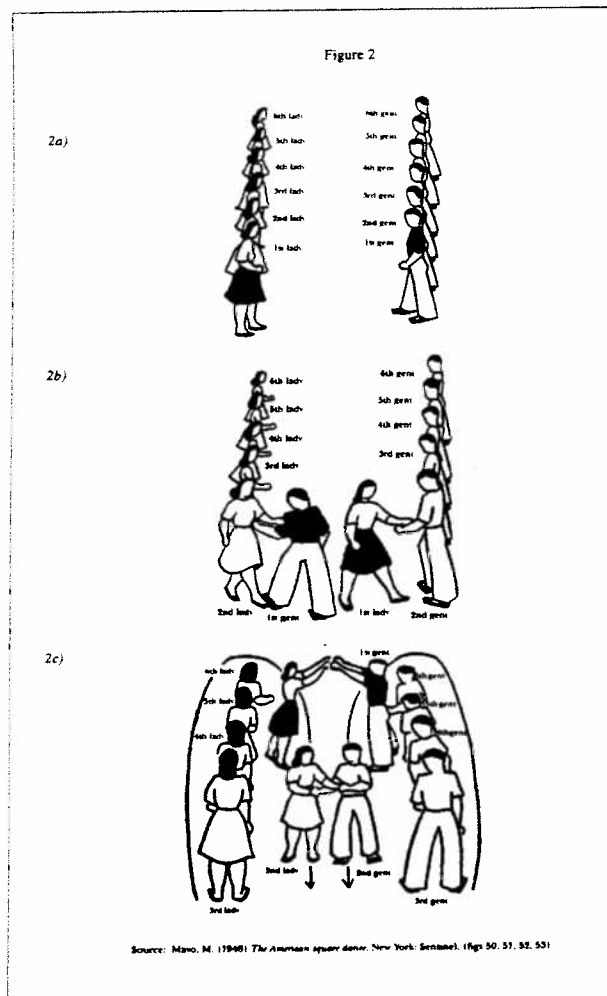 Figure 2
2a)
6th lady
5th lady
4th lady
3rd lady
2nd lady
1st lady
6th gent
5th gent
4th gent
3rd gent
2nd gent
1st gent
2b)
6th lady
5th lady
4th lady
3rd lady
6th gent
5th gent
4th gent
3rd gent
2nd lady
1st gent
1st lady
2nd gent
2c)
1st gent
6th lady
5th lady
4th lady
gent
gent
gent
2nd lady
2nd gent
3rd lady
3rd gent
Source: Mayo, M. (1948) The American square dance. New York: Sentinel. (figs 50, 51, 52, 53)